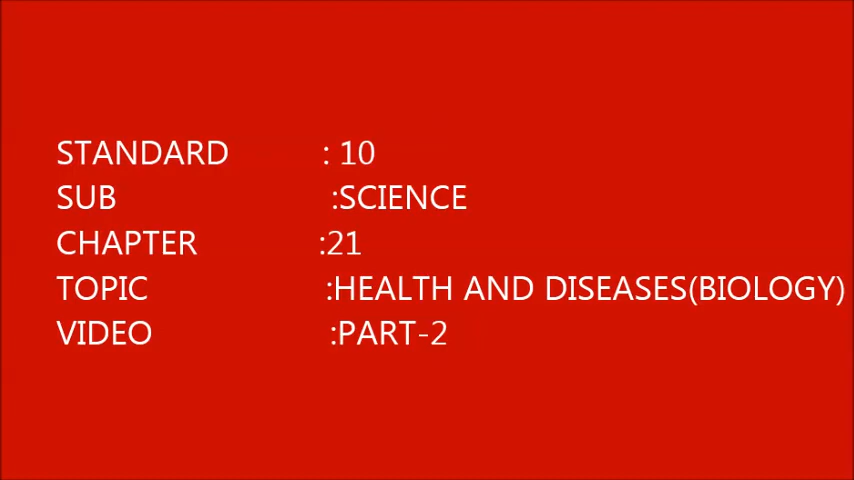 STANDARD : 10
SUB :SCIENCE
CHAPTER :21
TOPIC :HEALTH AND DISEASES(BIOLOGY)
VIDEO :PART-2